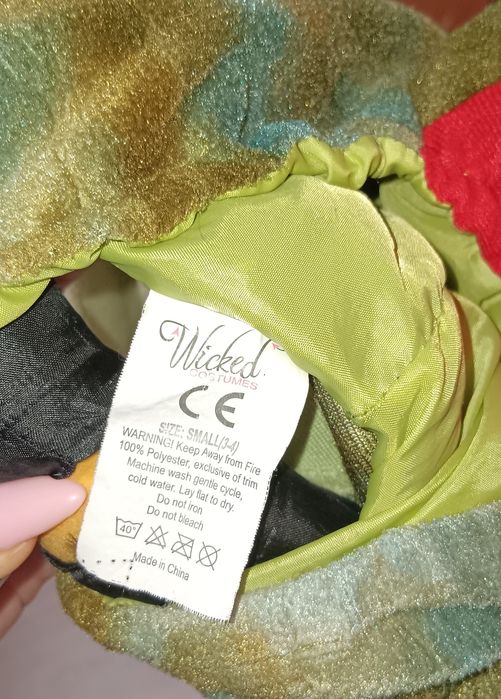 Wicked
COSTUMES
CE
SIZE: SMALL(3-4)
WARNING! Keep Away from Fire
100% Polyester, exclusive of trim
Machine wash gentle cycle,
cold water. Lay flat to dry.
Do not iron
Do not bleach
40°
Made in China